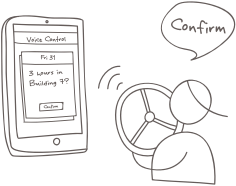 Voice Control
Fri 31
3 hours in
Building 7?
Confirm
Confirm